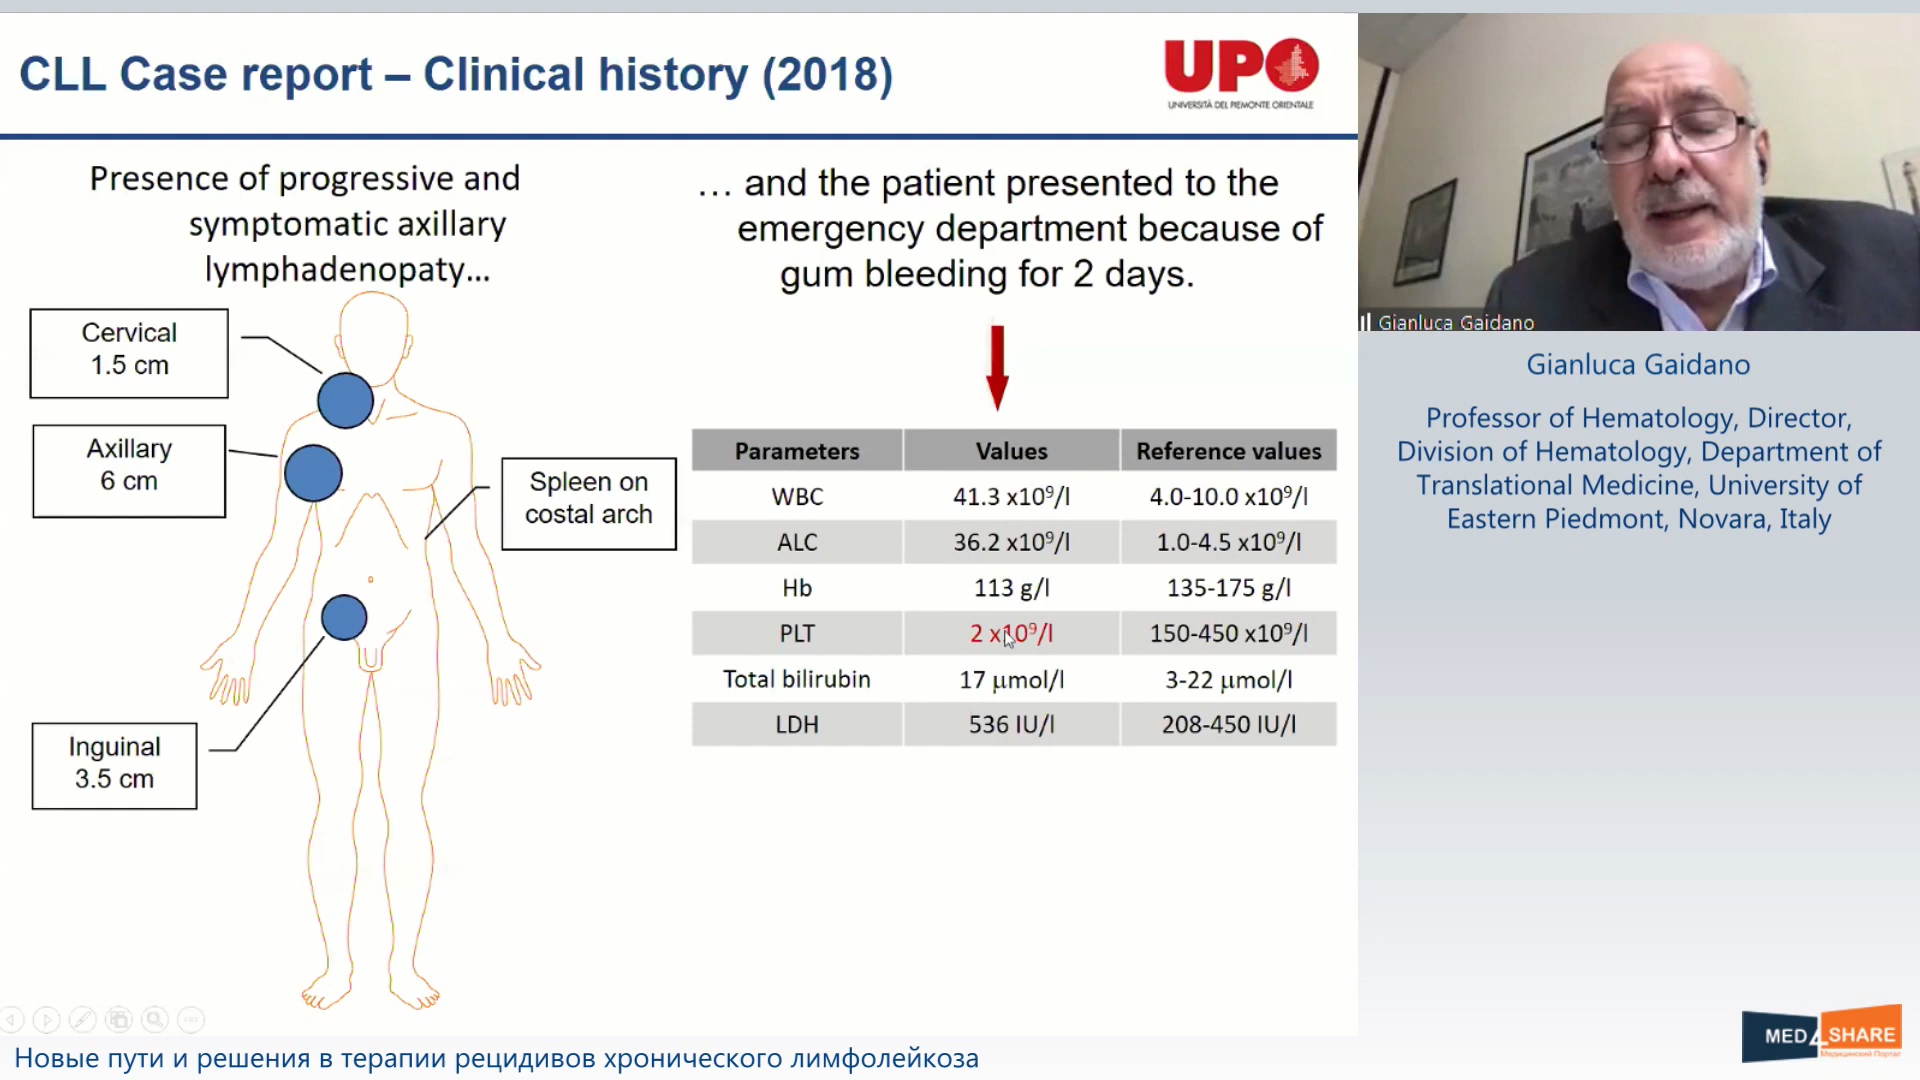 CLL Case report – Clinical history (2018)
UPO
UNIVERSITÀ DEL PIEMONTE ORIENTALE
Presence of progressive and
symptomatic axillary
lymphadenopaty...
... and the patient presented to the
emergency department because of
gum bleeding for 2 days.
Cervical
1.5 cm
Axillary
6 cm
Spleen on
costal arch
Inguinal
3.5 cm
Parameters Values Reference values
WBC 41.3 x10⁹/l 4.0-10.0 x10⁹/l
ALC 36.2 x10⁹/l 1.0-4.5 x10⁹/l
Hb 113 g/l 135-175 g/l
PLT 2 x10⁹/l 150-450 x10⁹/l
Total bilirubin 17 μmol/l 3-22 μmol/l
LDH 536 IU/l 208-450 IU/l
Gianluca Gaidano
Gianluca Gaidano
Professor of Hematology, Director,
Division of Hematology, Department of
Translational Medicine, University of
Eastern Piedmont, Novara, Italy
MED4SHARE
Медицинский Портал
Новые пути и решения в терапии рецидивов хронического лимфолейкоза